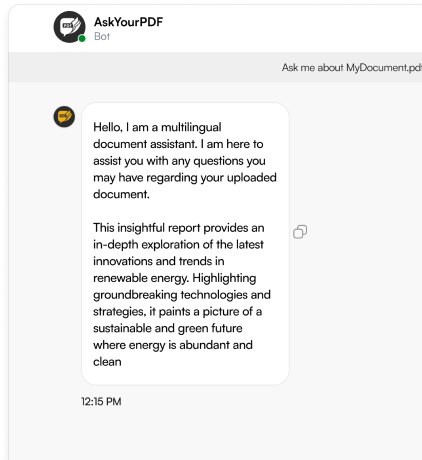 AskYourPDF
Bot
Ask me about MyDocument.pdf
Hello, I am a multilingual
document assistant. I am here to
assist you with any questions you
may have regarding your uploaded
document.
This insightful report provides an
in-depth exploration of the latest
innovations and trends in
renewable energy. Highlighting
groundbreaking technologies and
strategies, it paints a picture of a
sustainable and green future
where energy is abundant and
clean
12:15 PM